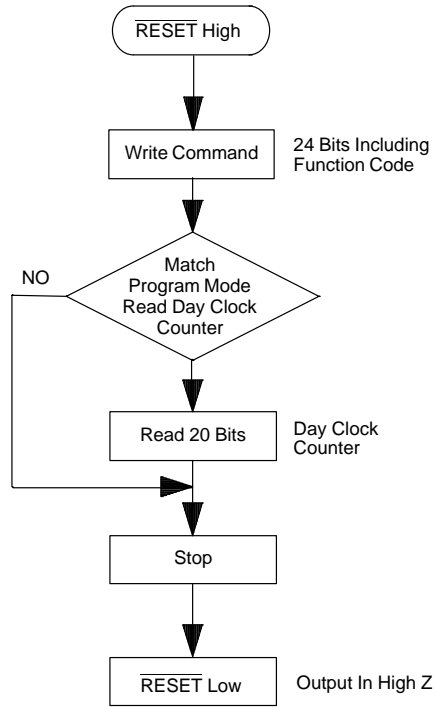 RESET High
Write Command
24 Bits Including
Function Code
Match
Program Mode
Read Day Clock
Counter
NO
Read 20 Bits
Day Clock
Counter
Stop
RESET Low
Output In High Z